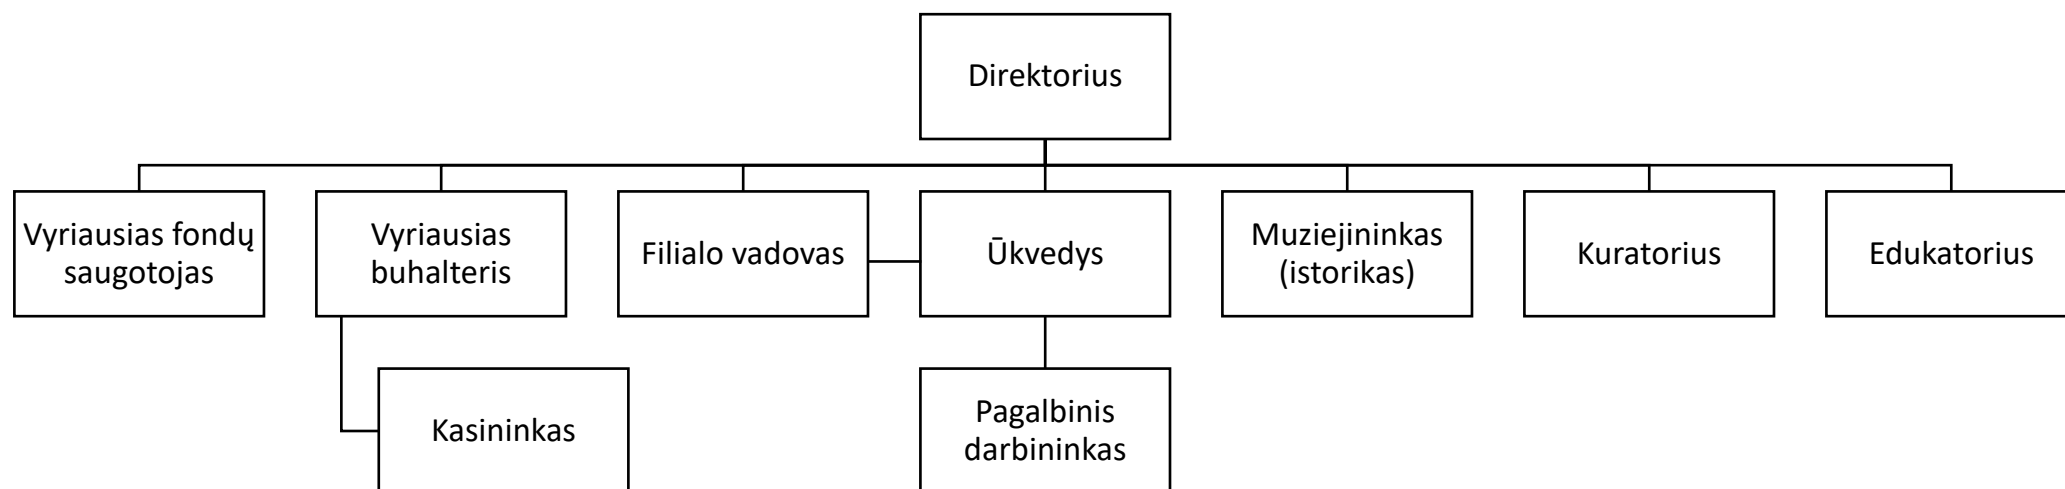 Direktorius
Vyriausias fondų
saugotojas
Vyriausias
buhalteris
Filialo vadovas
Ūkvedys
Muziejininkas
(istorikas)
Kuratorius
Edukatorius
Kasininkas
Pagalbinis
darbininkas